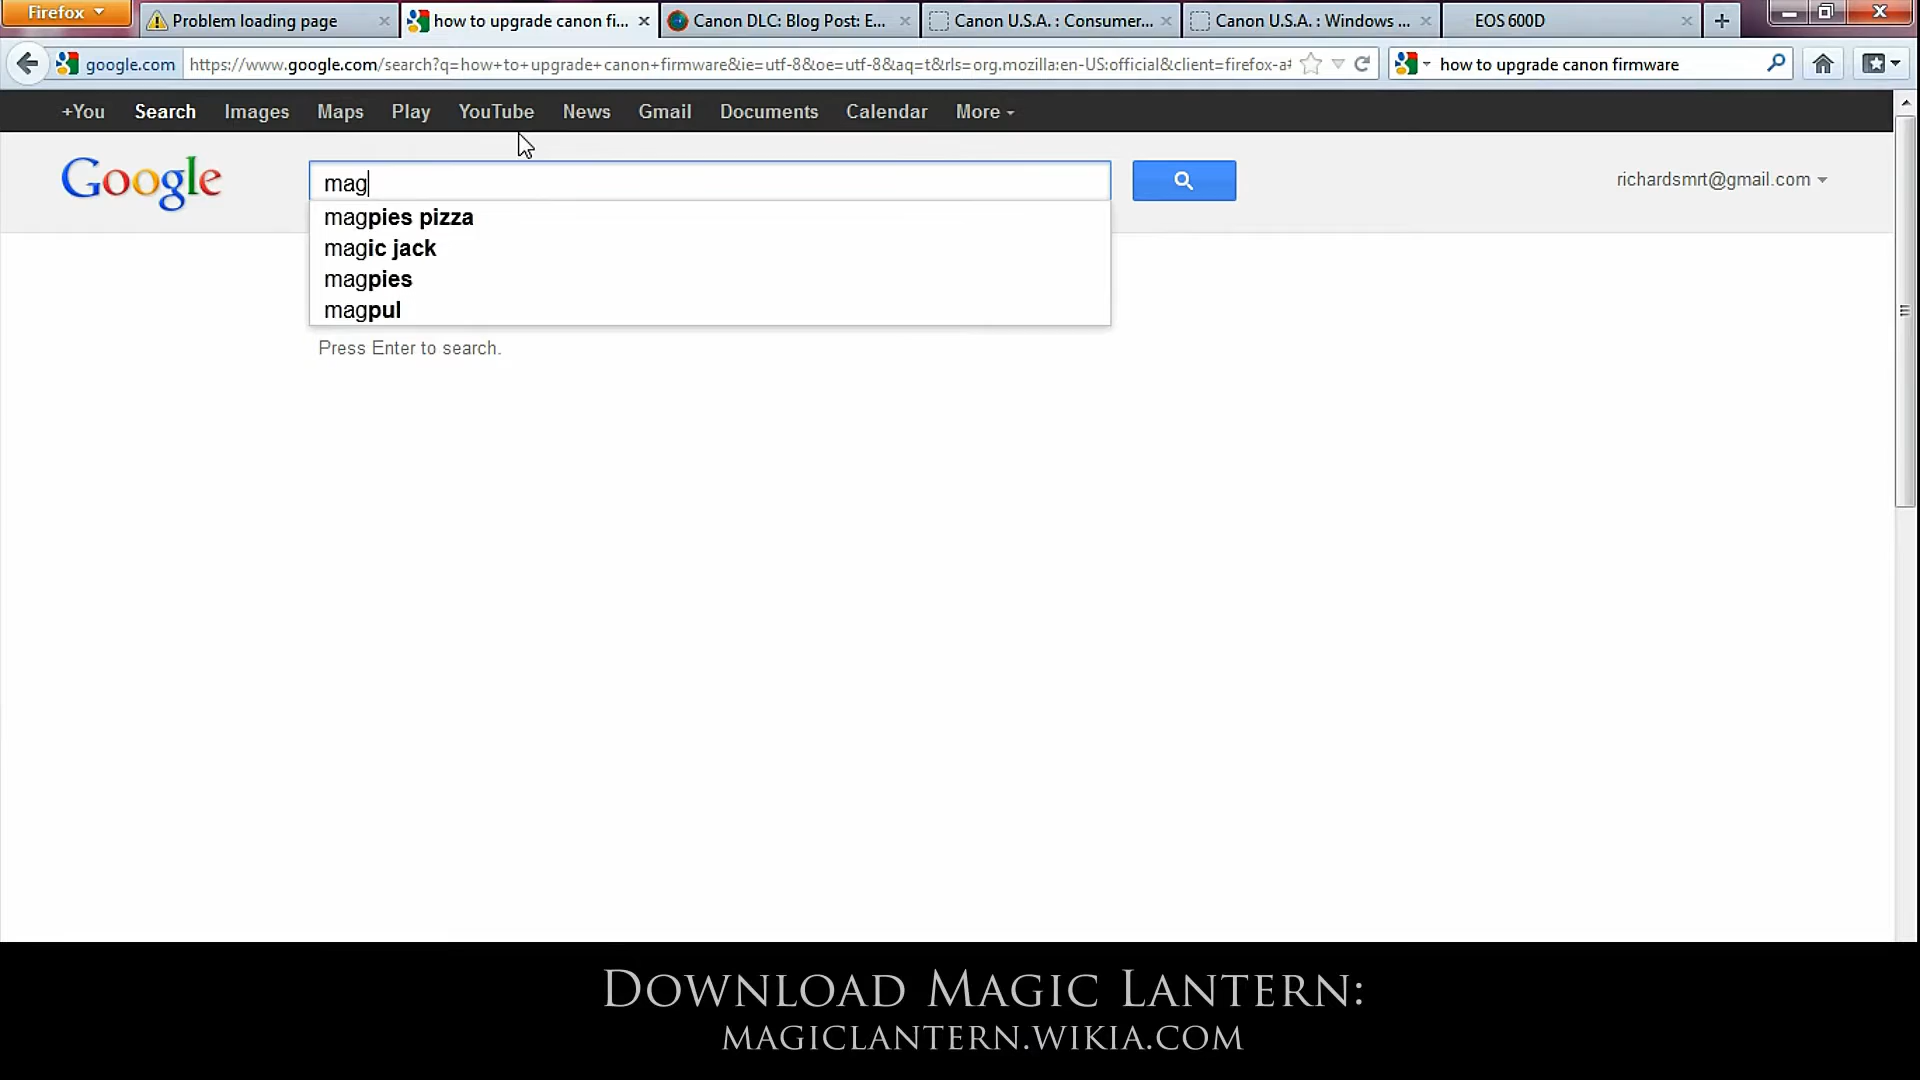 Firefox
Problem loading page
how to upgrade canon fi...
Canon DLC: Blog Post: E...
Canon U.S.A. : Consumer...
Canon U.S.A. : Windows ...
EOS 600D
google.com
https://www.google.com/search?q=how+to+upgrade+canon+firmware&ie=utf-8&oe=utf-8&aq=t&rls=org.mozilla:en-US:official&client=firefox-a
how to upgrade canon firmware
+You Search Images Maps Play YouTube News Gmail Documents Calendar More
Google
mag
richardsmrt@gmail.com
magpies pizza
magic jack
magpies
magpul
Press Enter to search.
Download Magic Lantern:
magiclantern.wikia.com